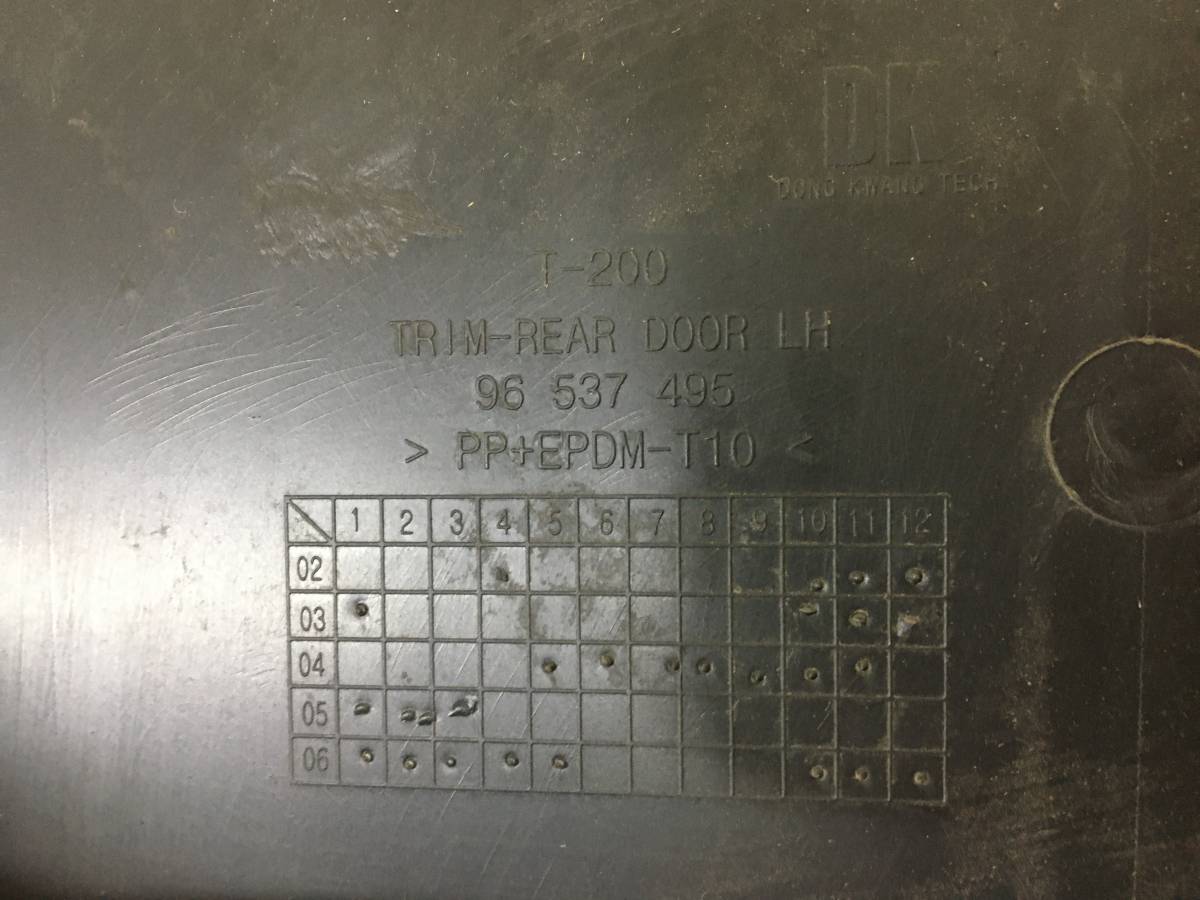 DK
DONG KWANG TECH
T-200
TRIM-REAR DOOR LH
96 537 495
> PP+EPDM-T10 <
1 2 3 4 5 6 7 8 9 10 11 12
02
03
04
05
06